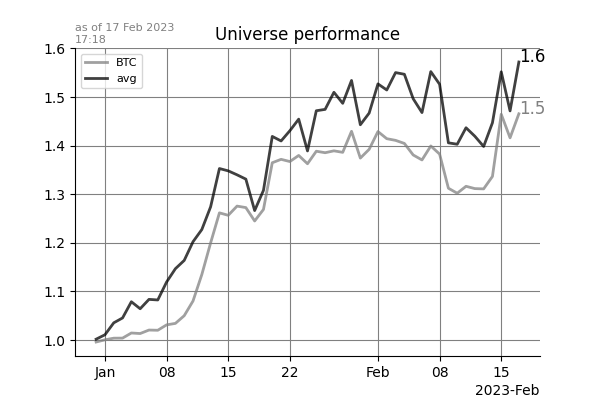 as of 17 Feb 2023
17:18
Universe performance
1.6
1.5
1.4
1.3
1.2
1.1
1.0
BTC
avg
1.6
1.5
Jan 08 15 22 Feb 08 15
2023-Feb